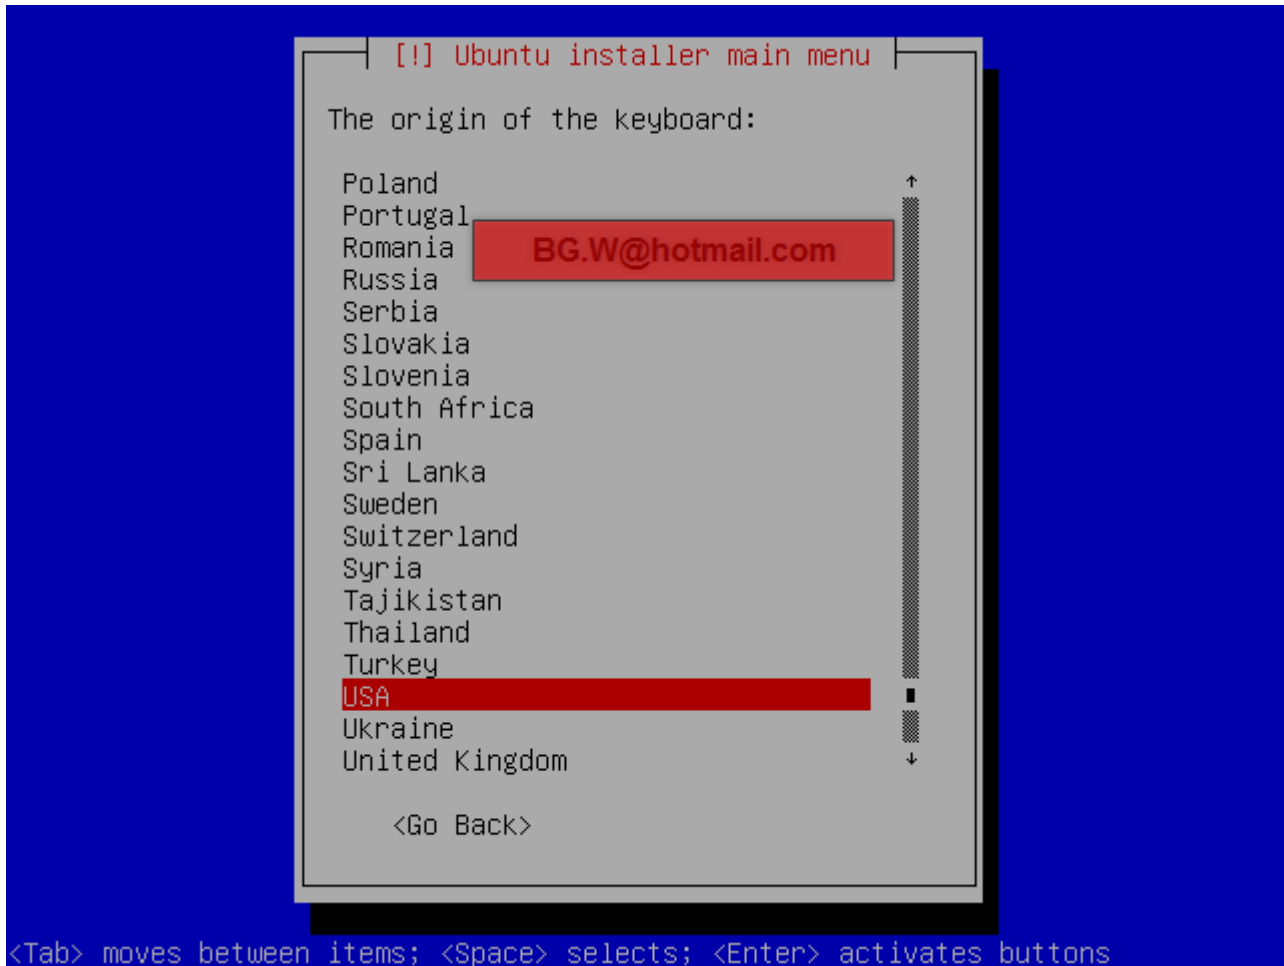 [!] Ubuntu installer main menu
The origin of the keyboard:
Poland
Portugal
Romania
BG.W@hotmail.com
Russia
Serbia
Slovakia
Slovenia
South Africa
Spain
Sri Lanka
Sweden
Switzerland
Syria
Tajikistan
Thailand
Turkey
USA
Ukraine
United Kingdom
<Go Back>
<Tab> moves between items; <Space> selects; <Enter> activates buttons